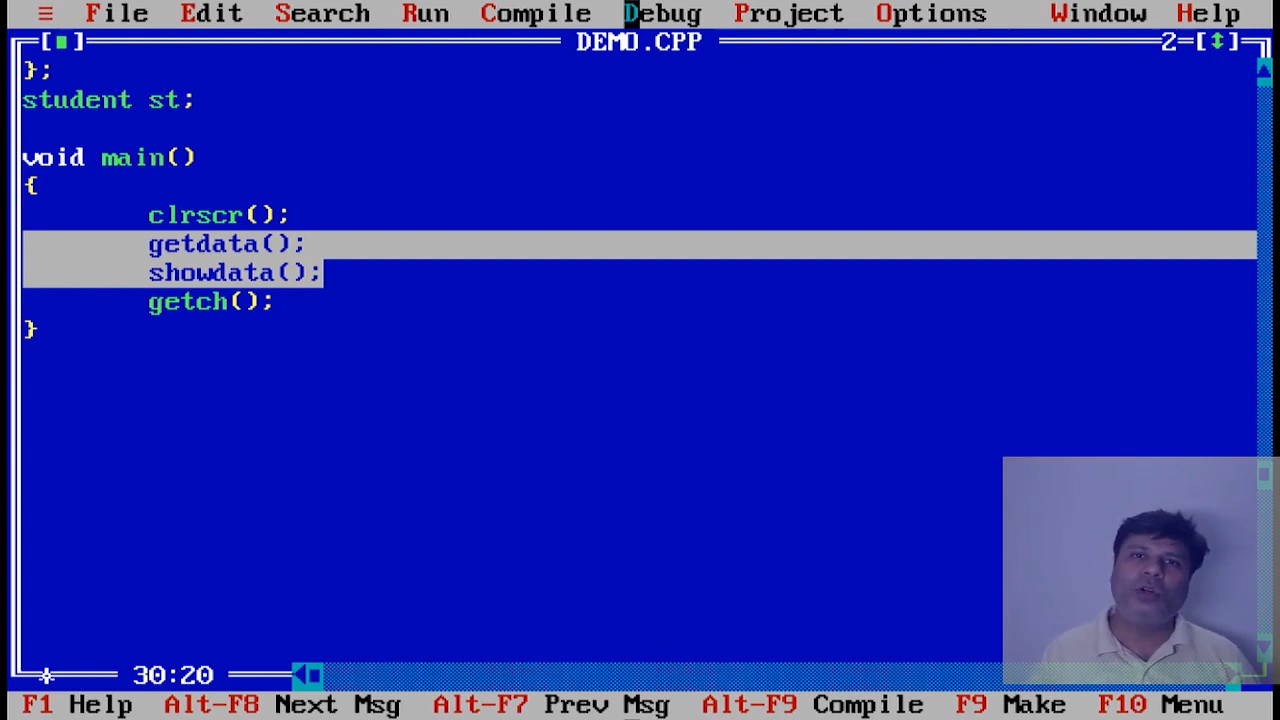 ≡ File Edit Search Run Compile Debug Project Options Window Help
[■] DEMO.CPP 2=[↕]
};
student st;
void main()
{
clrscr();
getdata();
showdata();
getch();
}
30:20
F1 Help Alt-F8 Next Msg Alt-F7 Prev Msg Alt-F9 Compile F9 Make F10 Menu